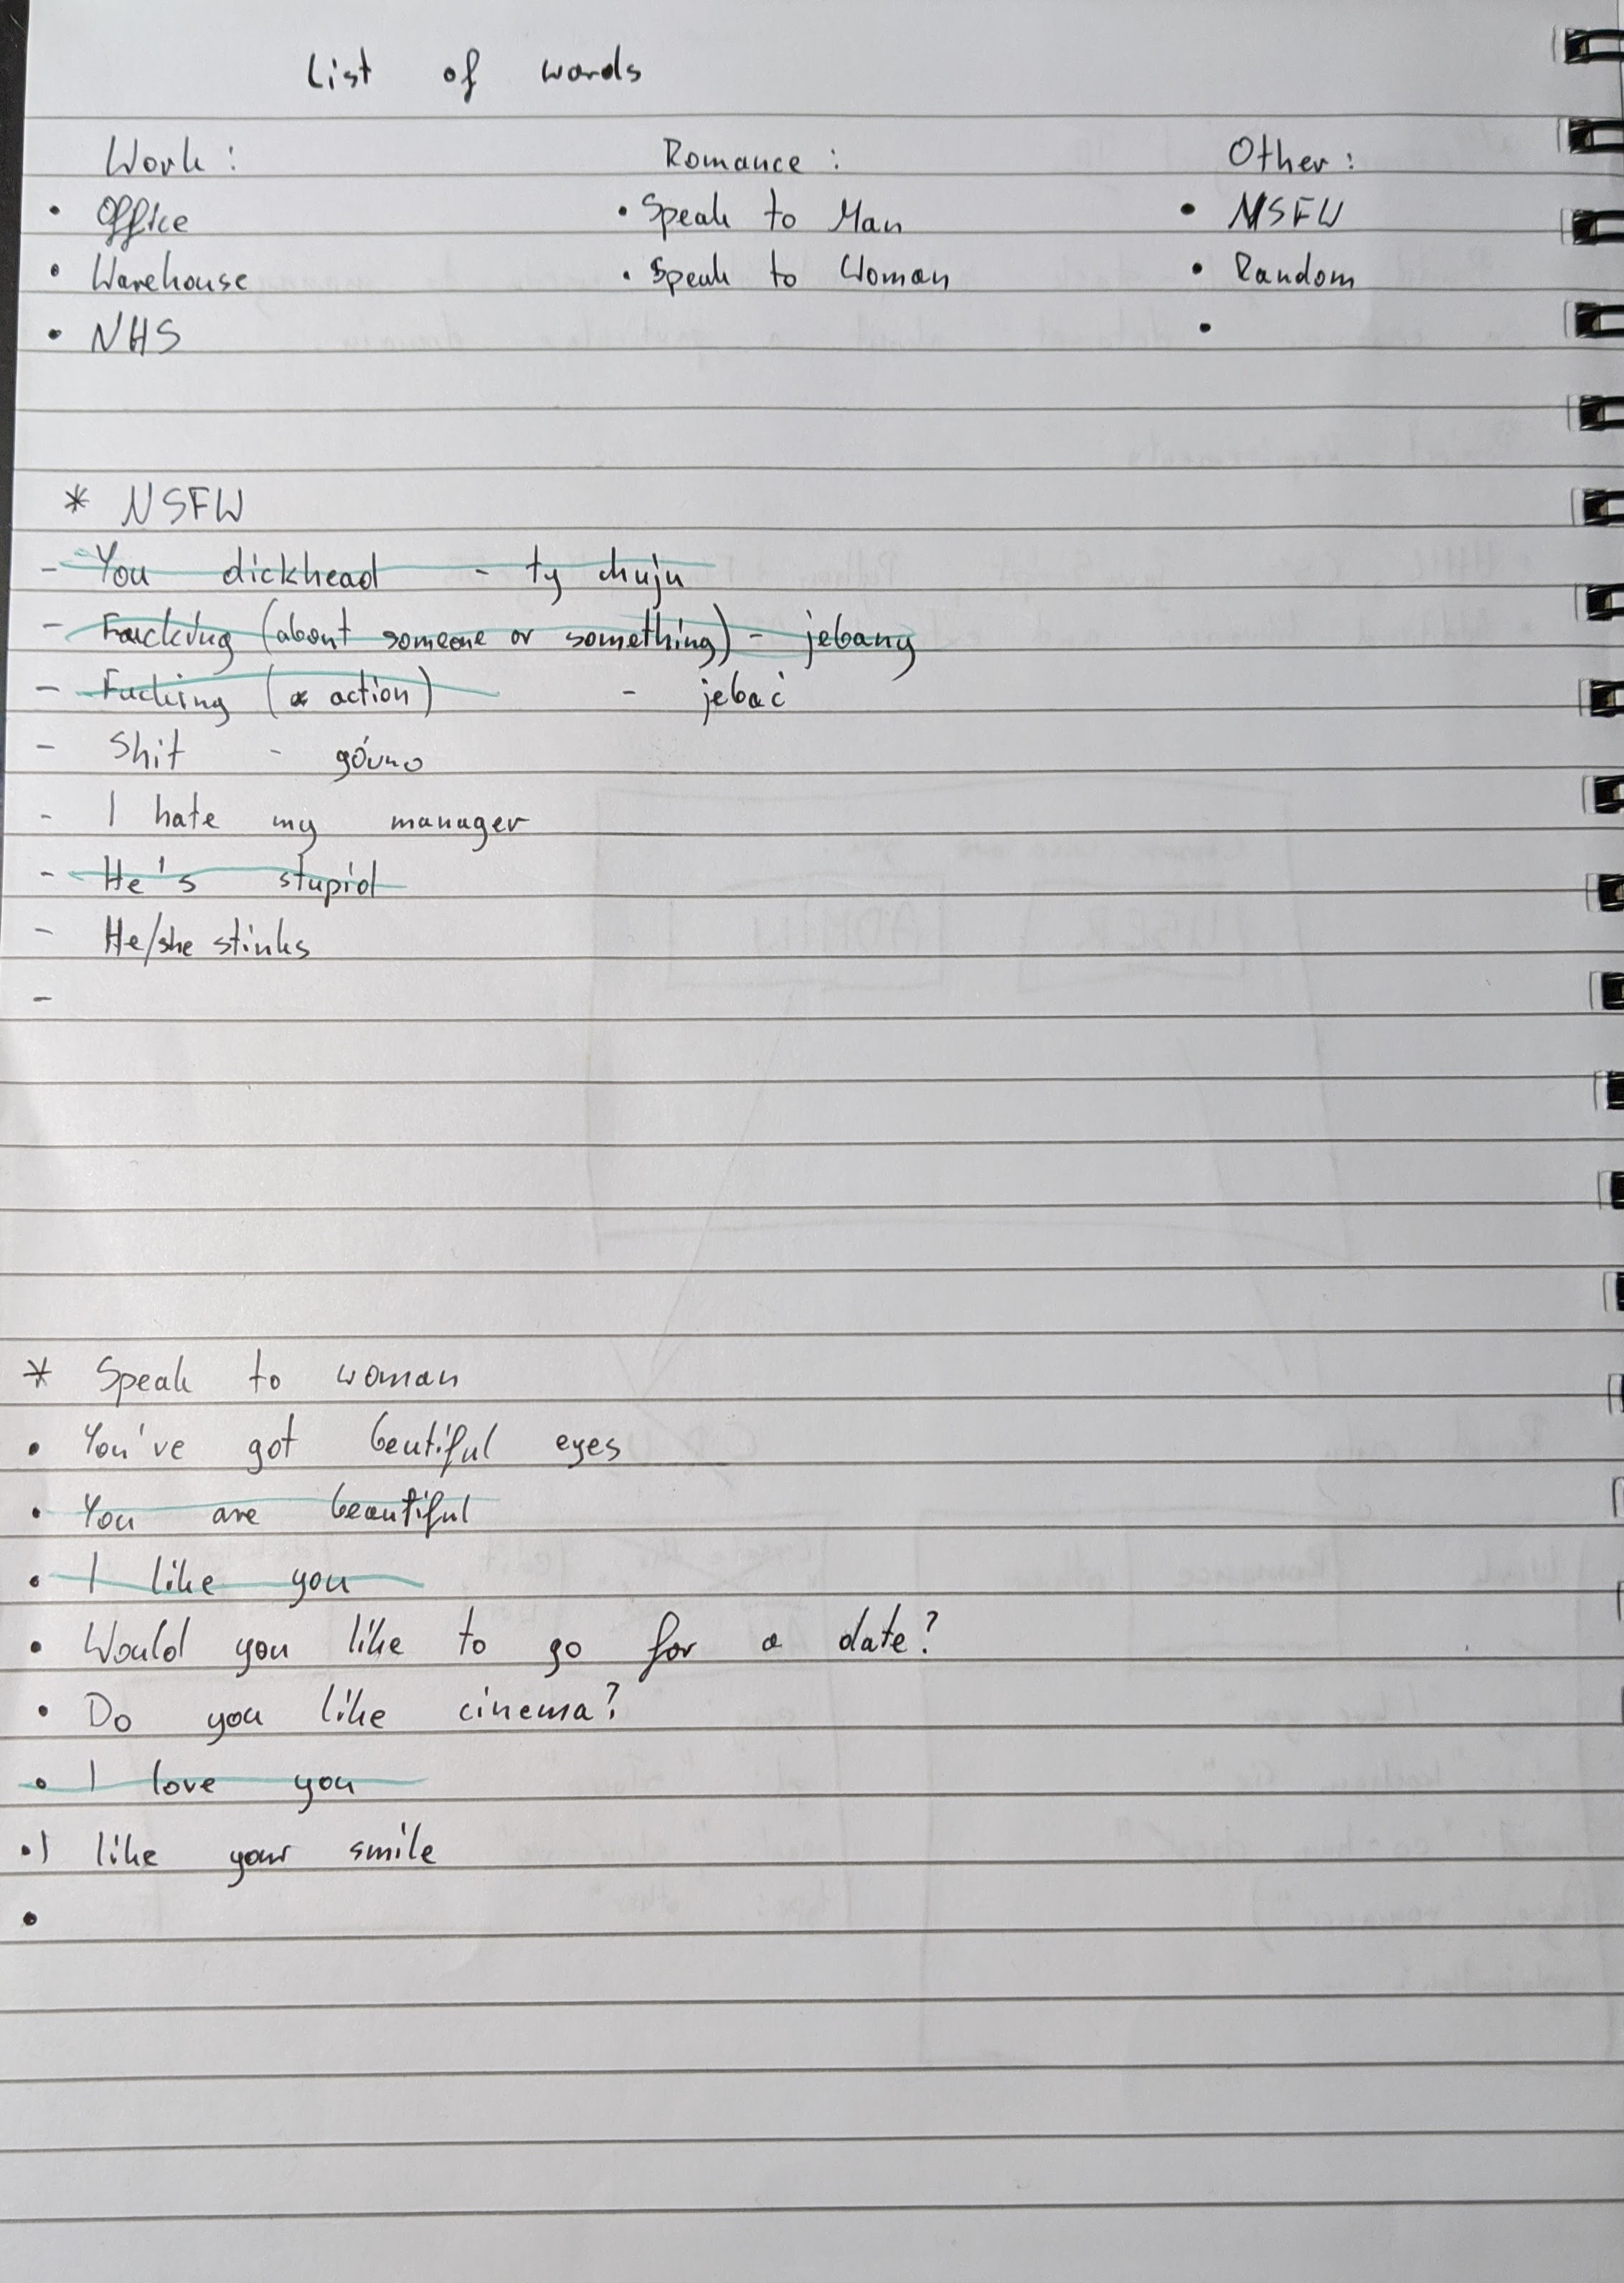 List of words
Work: Romance: Other:
• Office • Speak to Man • NSFW
• Warehouse • Speak to Woman • Random
• NHS •
* NSFW
- You dickhead - ty chuju
- Fucking (about someone or something) - jebany
- Fucking (a action) - jebać
- Shit - góvno
- I hate my manager
- He's stupid
- He/she stinks
-
* Speak to woman
• You've got beutiful eyes
• You are beautiful
• I like you
• Would you like to go for a date?
• Do you like cinema?
• I love you
• I like your smile
•